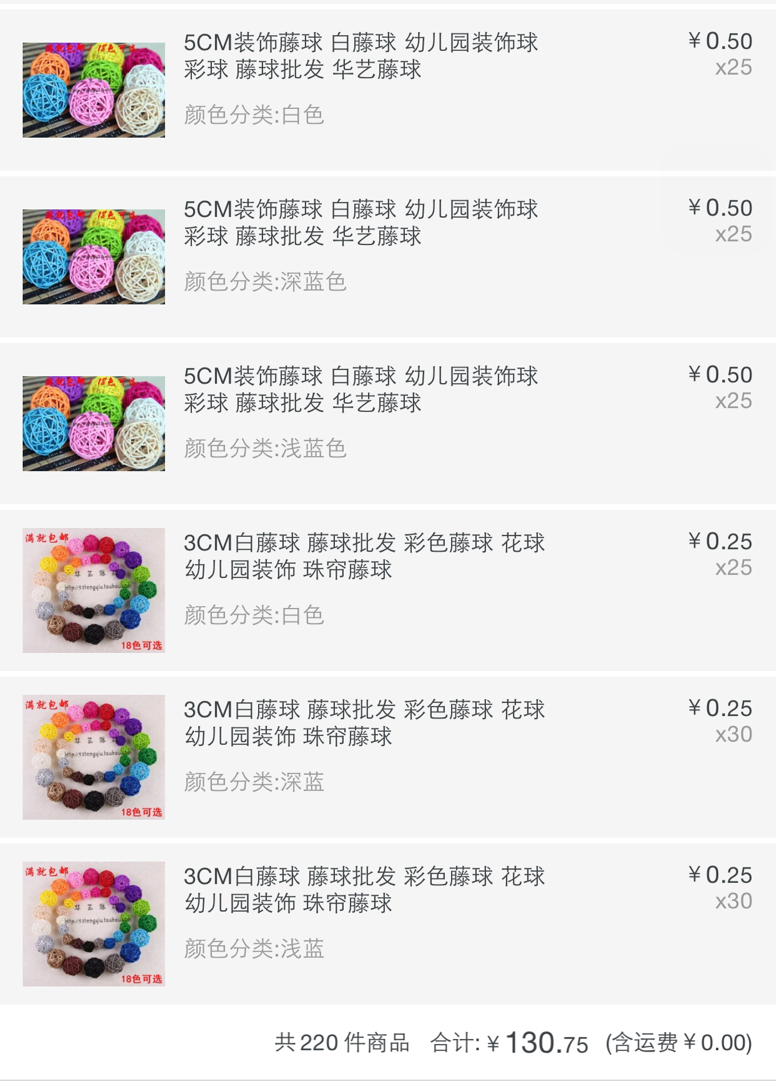 5CM装饰藤球 白藤球 幼儿园装饰球
¥0.50
彩球 藤球批发 华艺藤球
x25
颜色分类:白色
5CM装饰藤球 白藤球 幼儿园装饰球
¥0.50
彩球 藤球批发 华艺藤球
x25
颜色分类:深蓝色
5CM装饰藤球 白藤球 幼儿园装饰球
¥0.50
彩球 藤球批发 华艺藤球
x25
颜色分类:浅蓝色
满就包邮
18色可选
3CM白藤球 藤球批发 彩色藤球 花球
¥0.25
幼儿园装饰 珠帘藤球
x25
颜色分类:白色
满就包邮
18色可选
3CM白藤球 藤球批发 彩色藤球 花球
¥0.25
幼儿园装饰 珠帘藤球
x30
颜色分类:深蓝
满就包邮
18色可选
3CM白藤球 藤球批发 彩色藤球 花球
¥0.25
幼儿园装饰 珠帘藤球
x30
颜色分类:浅蓝
共220件商品 合计:¥130.75 (含运费¥0.00)